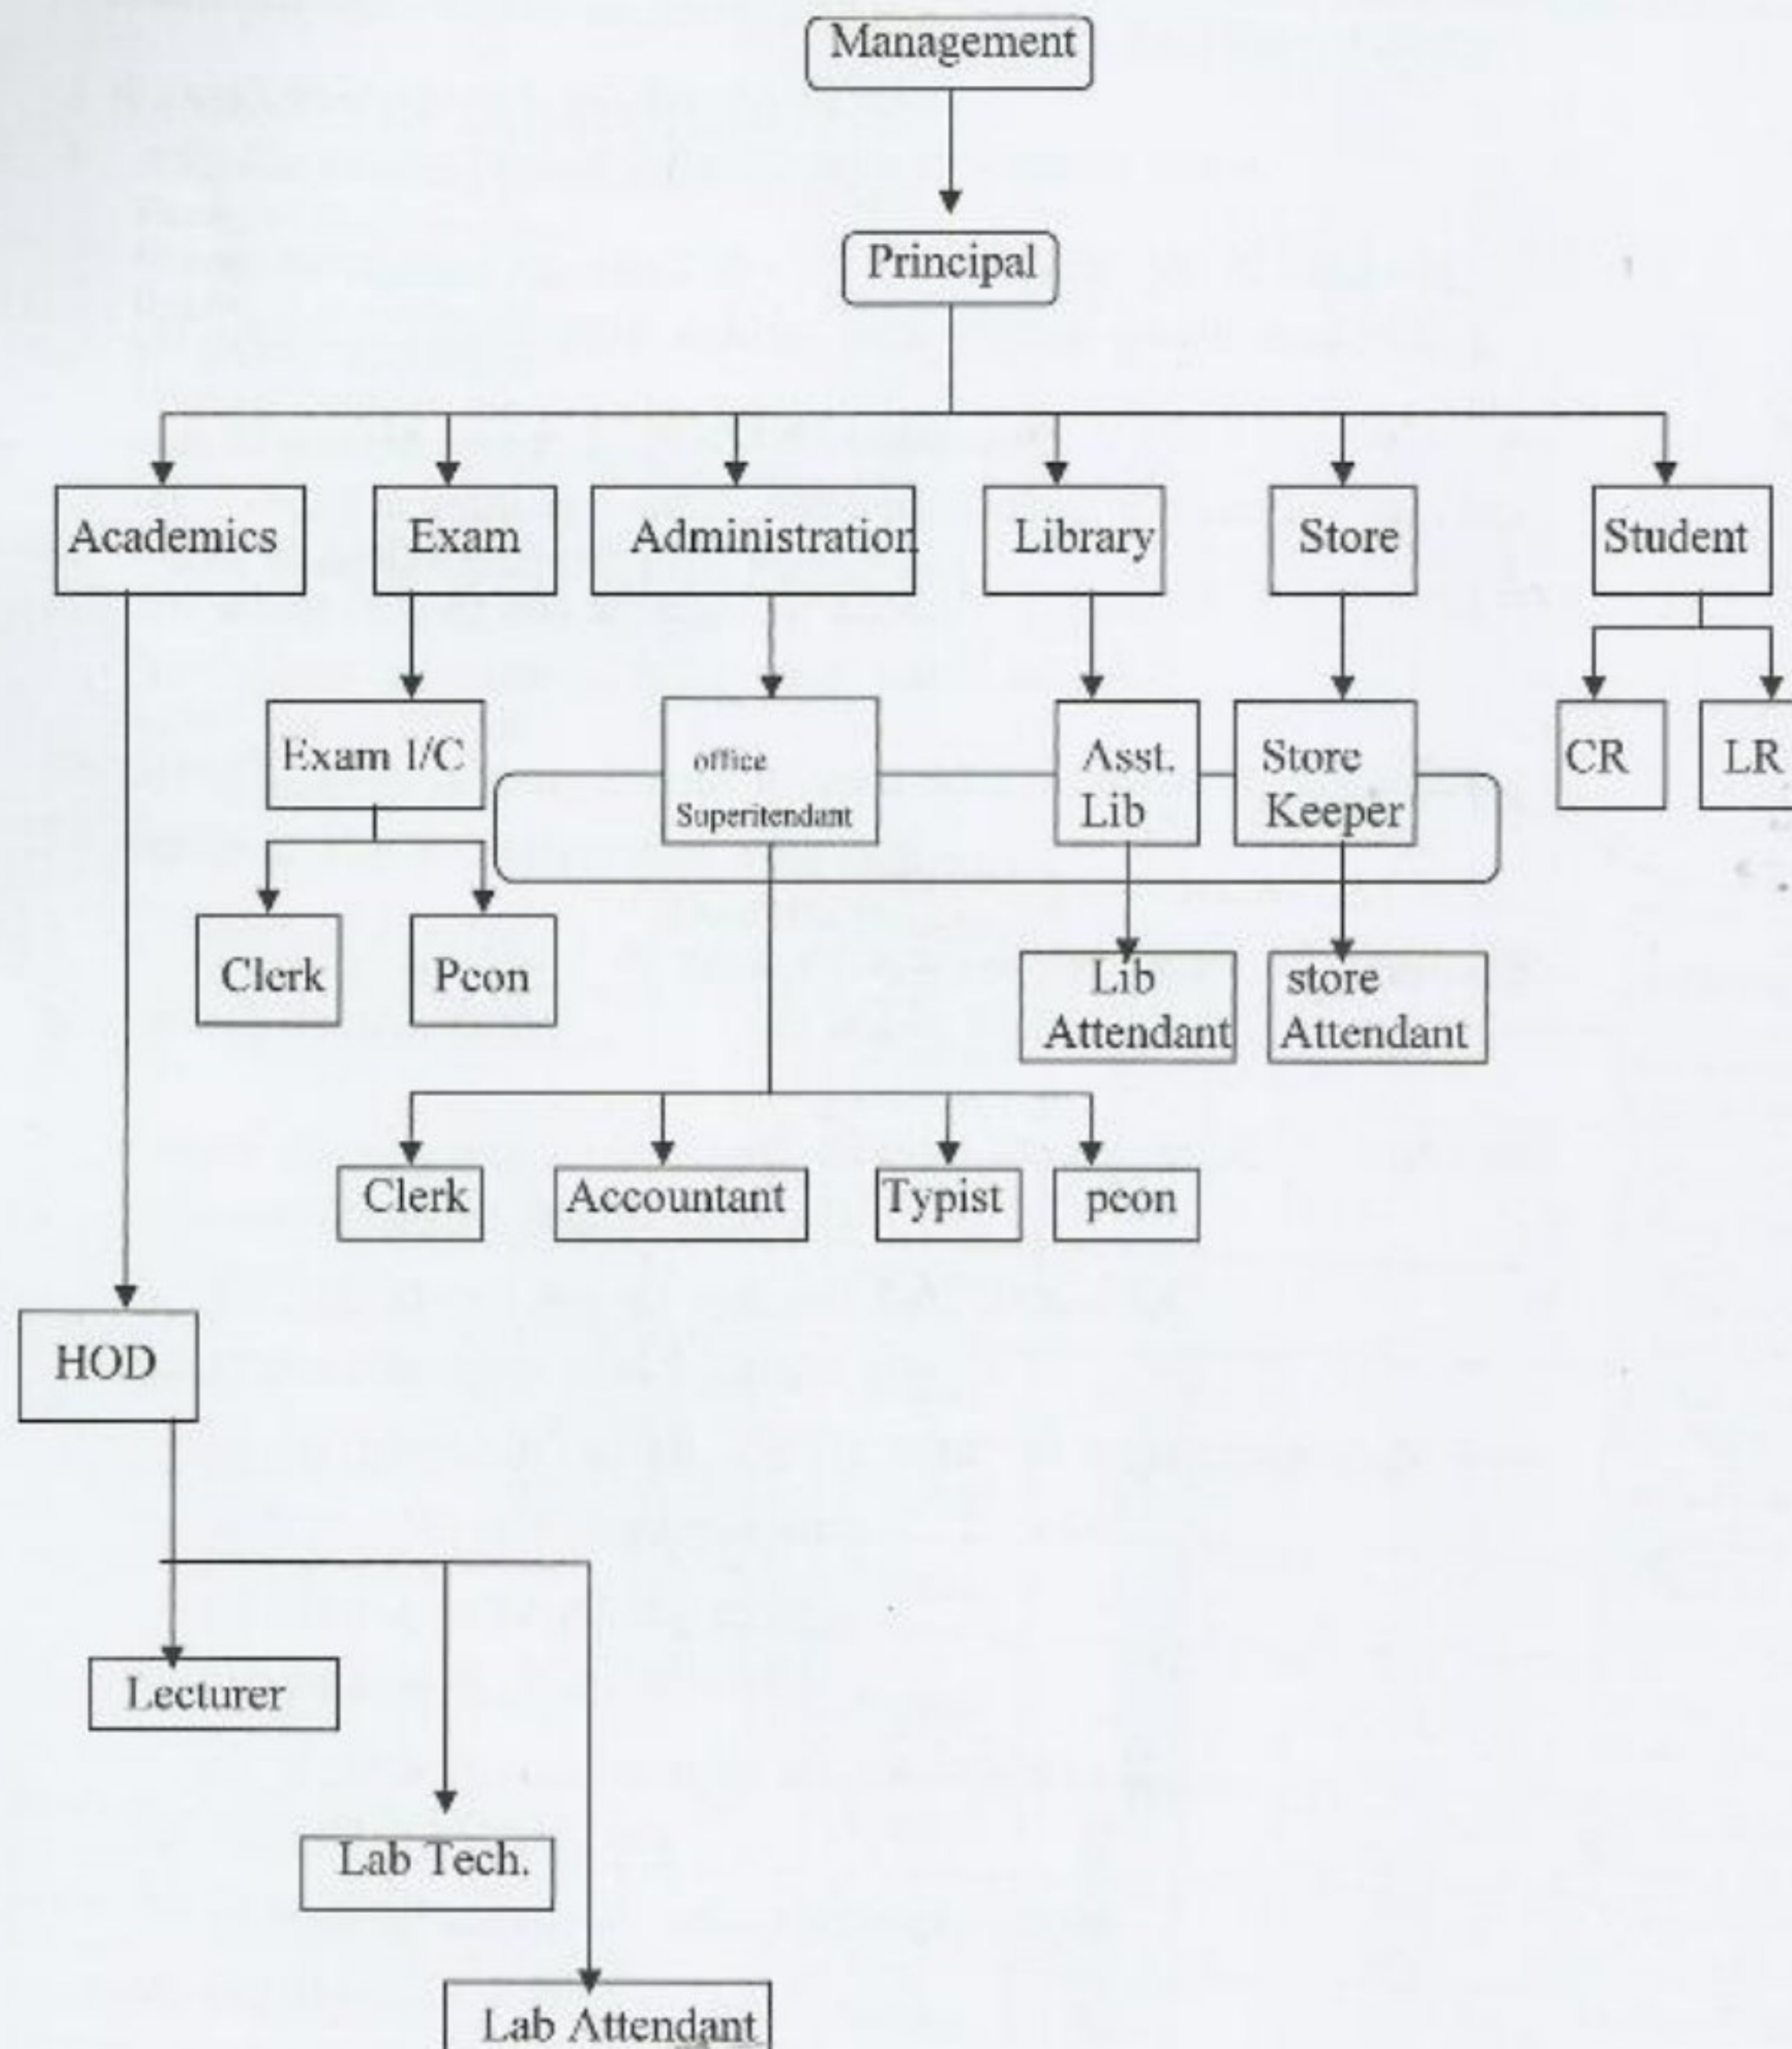 Management
Principal
Academics
Exam
Administration
Library
Store
Student
Exam I/C
office
Superitendant
Asst.
Lib
Store
Keeper
CR
LR
Clerk
Peon
Lib
Attendant
store
Attendant
Clerk
Accountant
Typist
peon
HOD
Lecturer
Lab Tech.
Lab Attendant